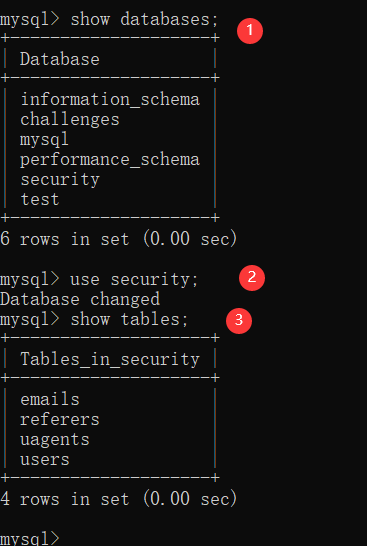 mysql> show databases;
1
+--------------------+
| Database           |
+--------------------+
| information_schema |
| challenges         |
| mysql              |
| performance_schema |
| security           |
| test               |
+--------------------+
6 rows in set (0.00 sec)
mysql> use security;
2
Database changed
mysql> show tables;
3
+--------------------+
| Tables_in_security |
+--------------------+
| emails             |
| referers           |
| uagents            |
| users              |
+--------------------+
4 rows in set (0.00 sec)
mysql>